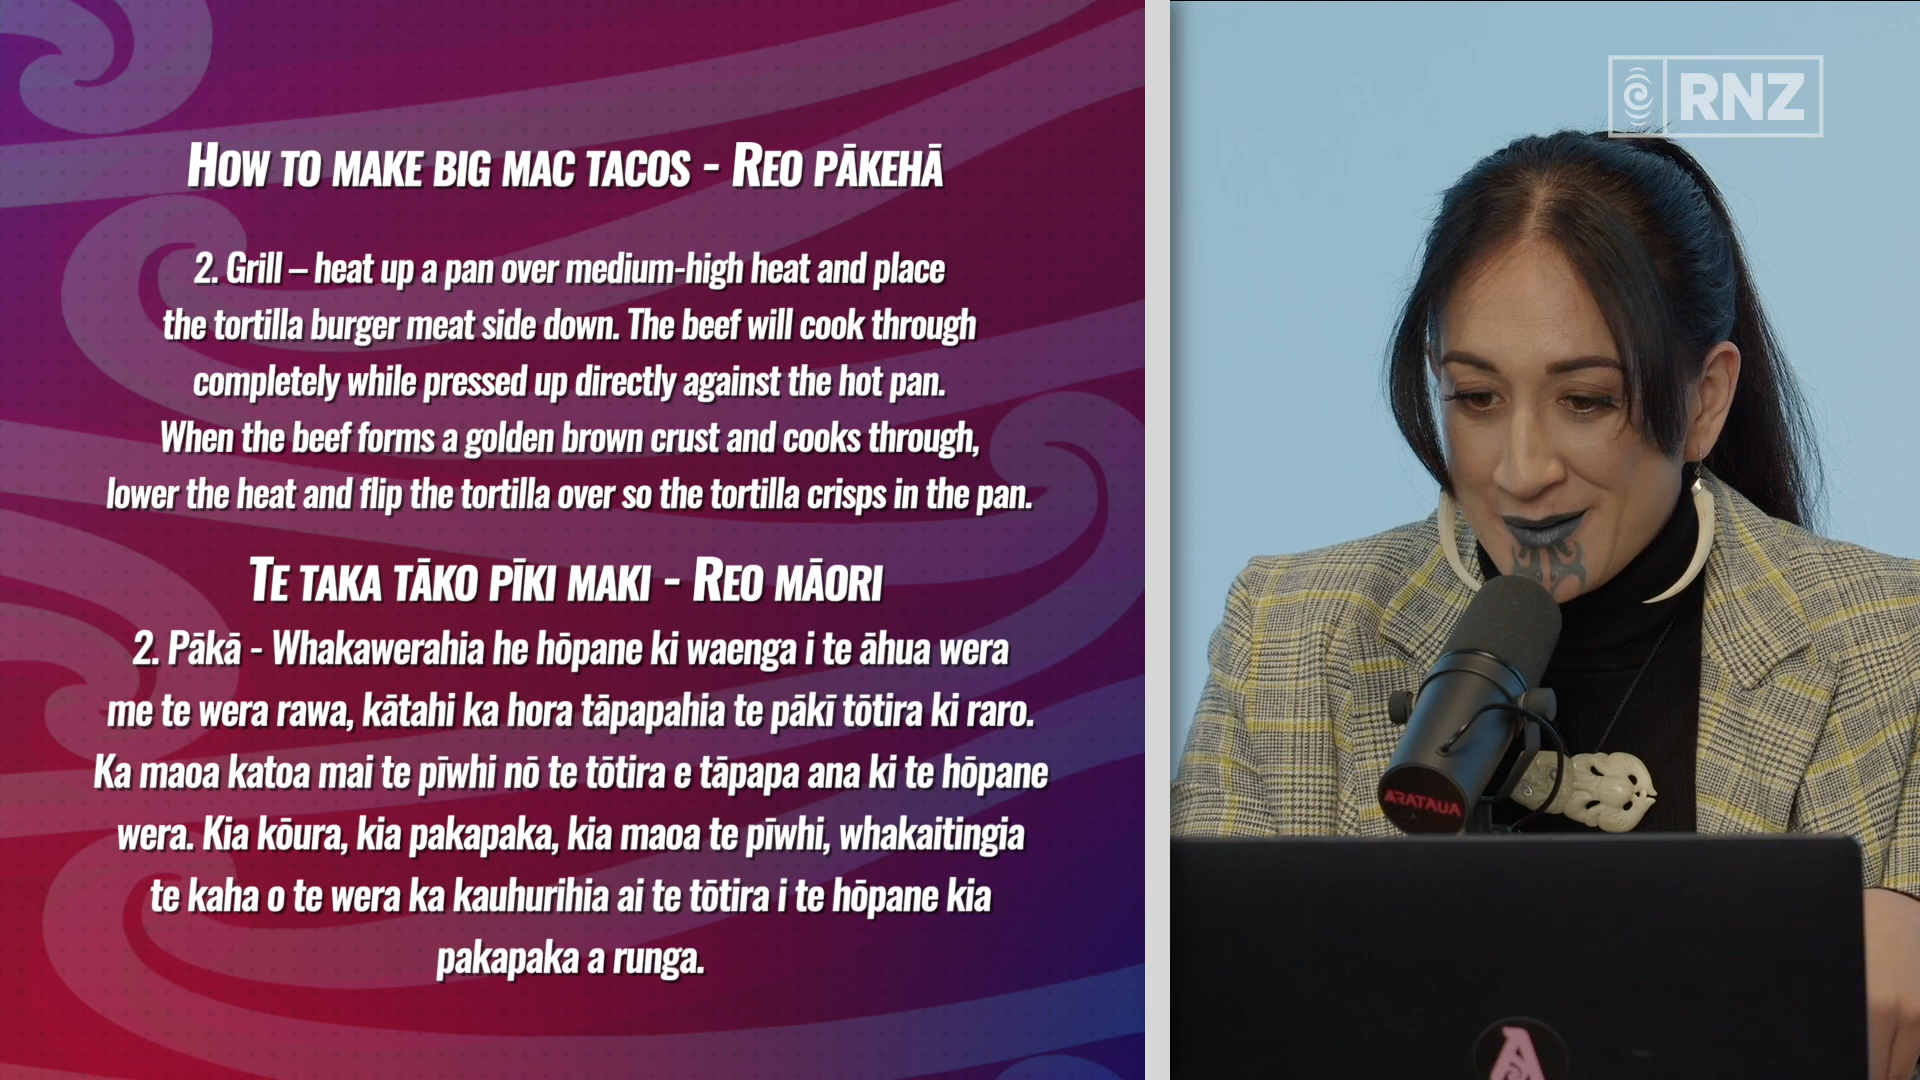 HOW TO MAKE BIG MAC TACOS - REO PĀKEHĀ
2. Grill – heat up a pan over medium-high heat and place
the tortilla burger meat side down. The beef will cook through
completely while pressed up directly against the hot pan.
When the beef forms a golden brown crust and cooks through,
lower the heat and flip the tortilla over so the tortilla crisps in the pan.
TE TAKA TĀKO PĪKI MAKI - REO MĀORI
2. Pākā - Whakawerahia he hōpane ki waenga i te āhua wera
me te wera rawa, kātahi ka hora tāpapahia te pākī tōtira ki raro.
Ka maoa katoa mai te pīwhi nō te tōtira e tāpapa ana ki te hōpane
wera. Kia kōura, kia pakapaka, kia maoa te pīwhi, whakaitingia
te kaha o te wera ka kauhurihia ai te tōtira i te hōpane kia
pakapaka a runga.
RNZ
ARATAUA